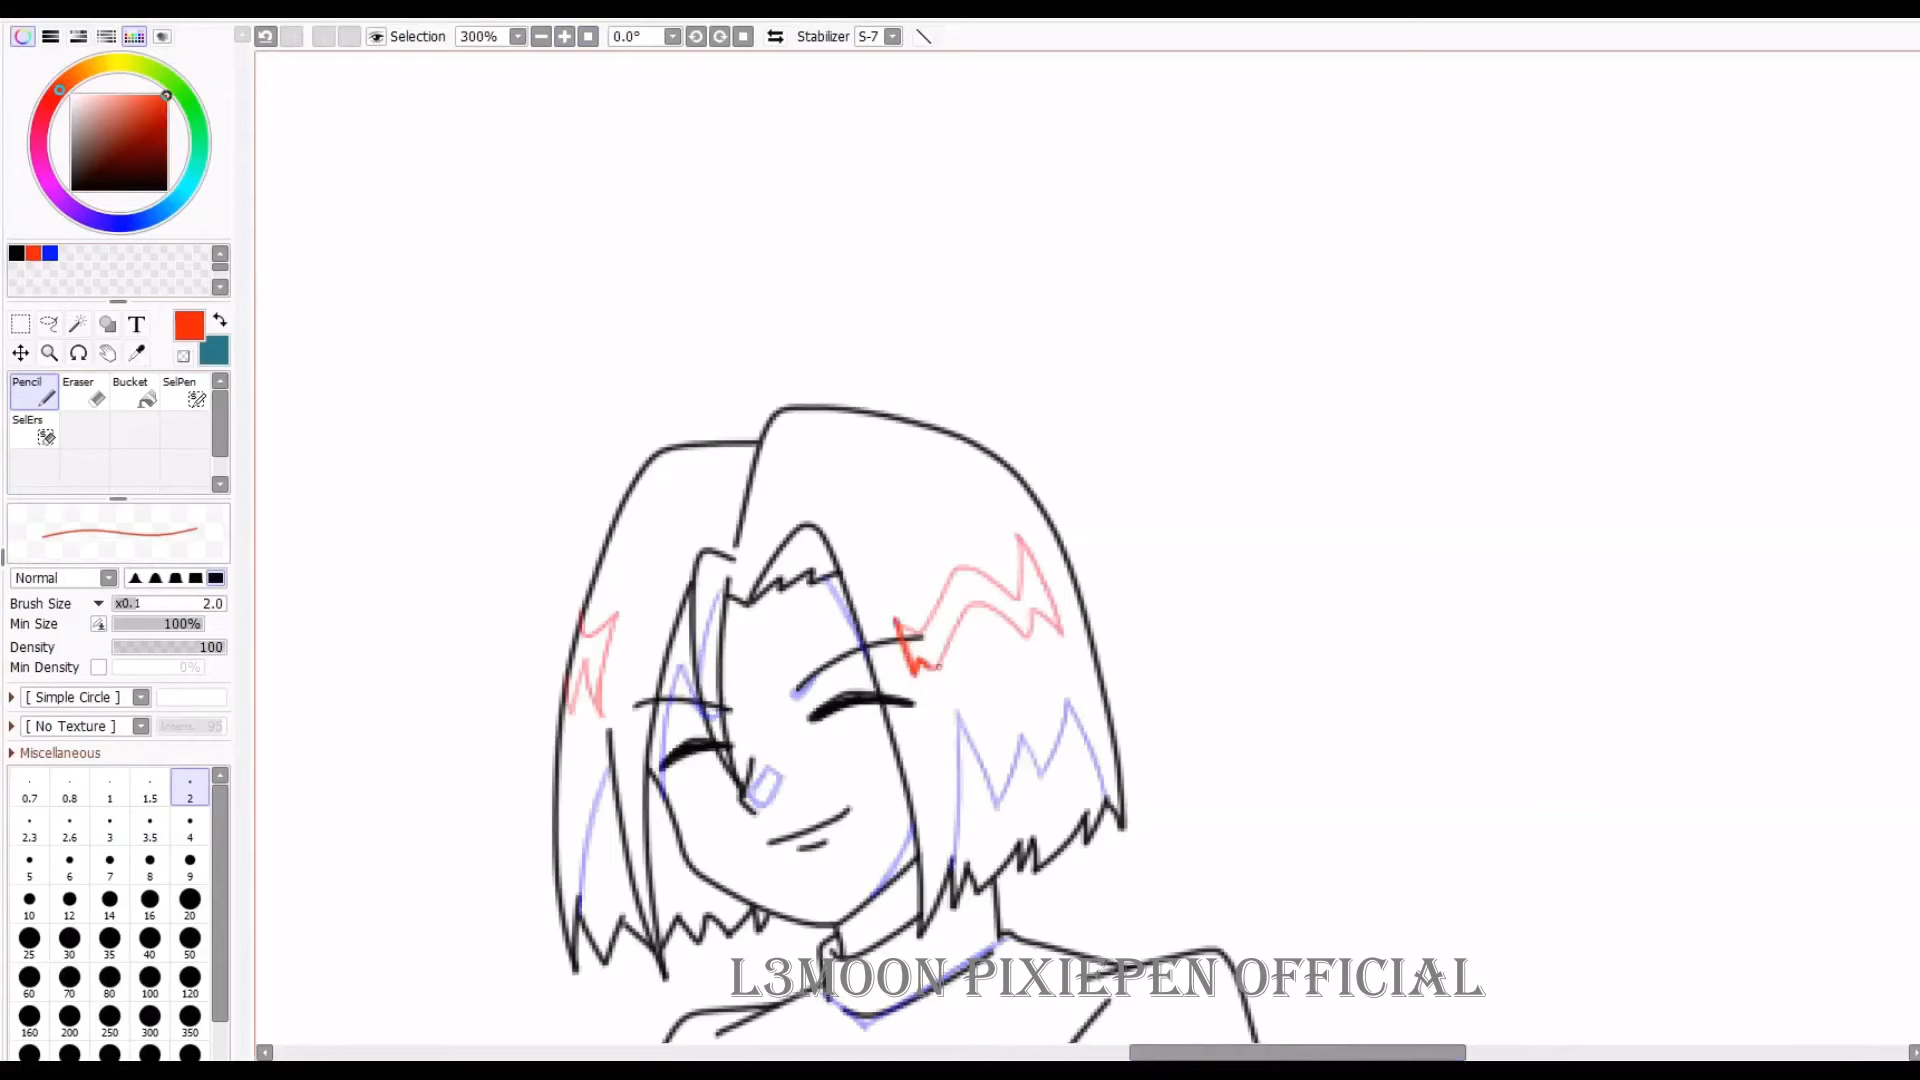 Selection 300% 0.0° Stabilizer S-7
T
Pencil Eraser Bucket SelPen
SelErs
Normal
Brush Size x0.1 2.0
Min Size 100%
Density 100
Min Density 0%
[ Simple Circle ]
[ No Texture ] Intens. 95
Miscellaneous
0.7 0.8 1 1.5 2
2.3 2.6 3 3.5 4
5 6 7 8 9
10 12 14 16 20
25 30 35 40 50
60 70 80 100 120
160 200 250 300 350
L3MOON PIXIEPEN OFFICIAL